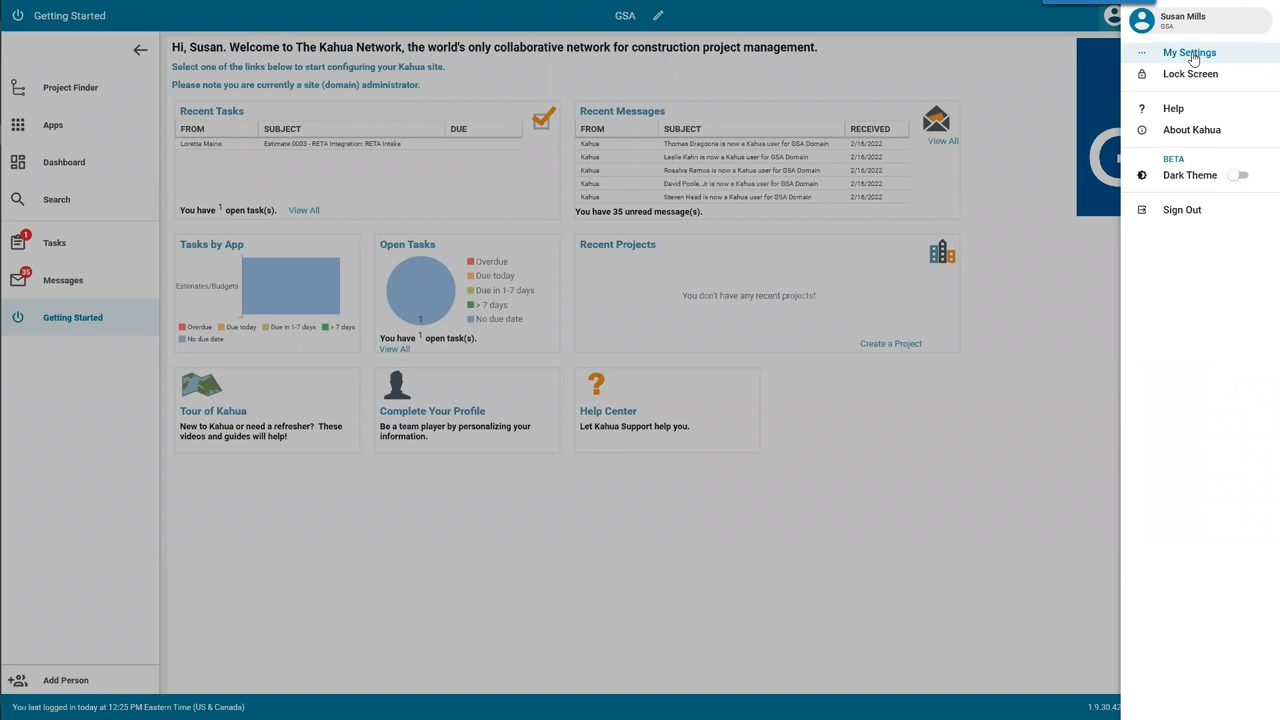 Getting Started
GSA
Hi, Susan. Welcome to The Kahua Network, the world's only collaborative network for construction project management.
Select one of the links below to start configuring your Kahua site.
Please note you are currently a site (domain) administrator.
Project Finder
Apps
Dashboard
Search
1
Tasks
35
Messages
Getting Started
Add Person
Recent Tasks
FROM SUBJECT DUE
Loretta Maine Estimate 0003 - RETA Integration: RETA Intake
You have 1 open task(s). View All
Recent Messages
View All
FROM SUBJECT RECEIVED
Kahua Thomas Dragoone is now a Kahua user for GSA Domain 2/16/2022
Kahua Leslie Kahn is now a Kahua user for GSA Domain 2/16/2022
Kahua Rosalva Ramos is now a Kahua user for GSA Domain 2/16/2022
Kahua David Poole, Jr is now a Kahua user for GSA Domain 2/16/2022
Kahua Steven Head is now a Kahua user for GSA Domain 2/16/2022
You have 35 unread message(s).
Tasks by App
Estimates/Budgets
Overdue Due today Due in 1-7 days > 7 days
No due date
Open Tasks
1
Overdue
Due today
Due in 1-7 days
> 7 days
No due date
You have 1 open task(s).
View All
Recent Projects
You don't have any recent projects!
Create a Project
Tour of Kahua
New to Kahua or need a refresher? These
videos and guides will help!
Complete Your Profile
Be a team player by personalizing your
information.
Help Center
Let Kahua Support help you.
Susan Mills
GSA
My Settings
Lock Screen
Help
About Kahua
BETA
Dark Theme
Sign Out
You last logged in today at 12:25 PM Eastern Time (US & Canada)
1.9.30.42